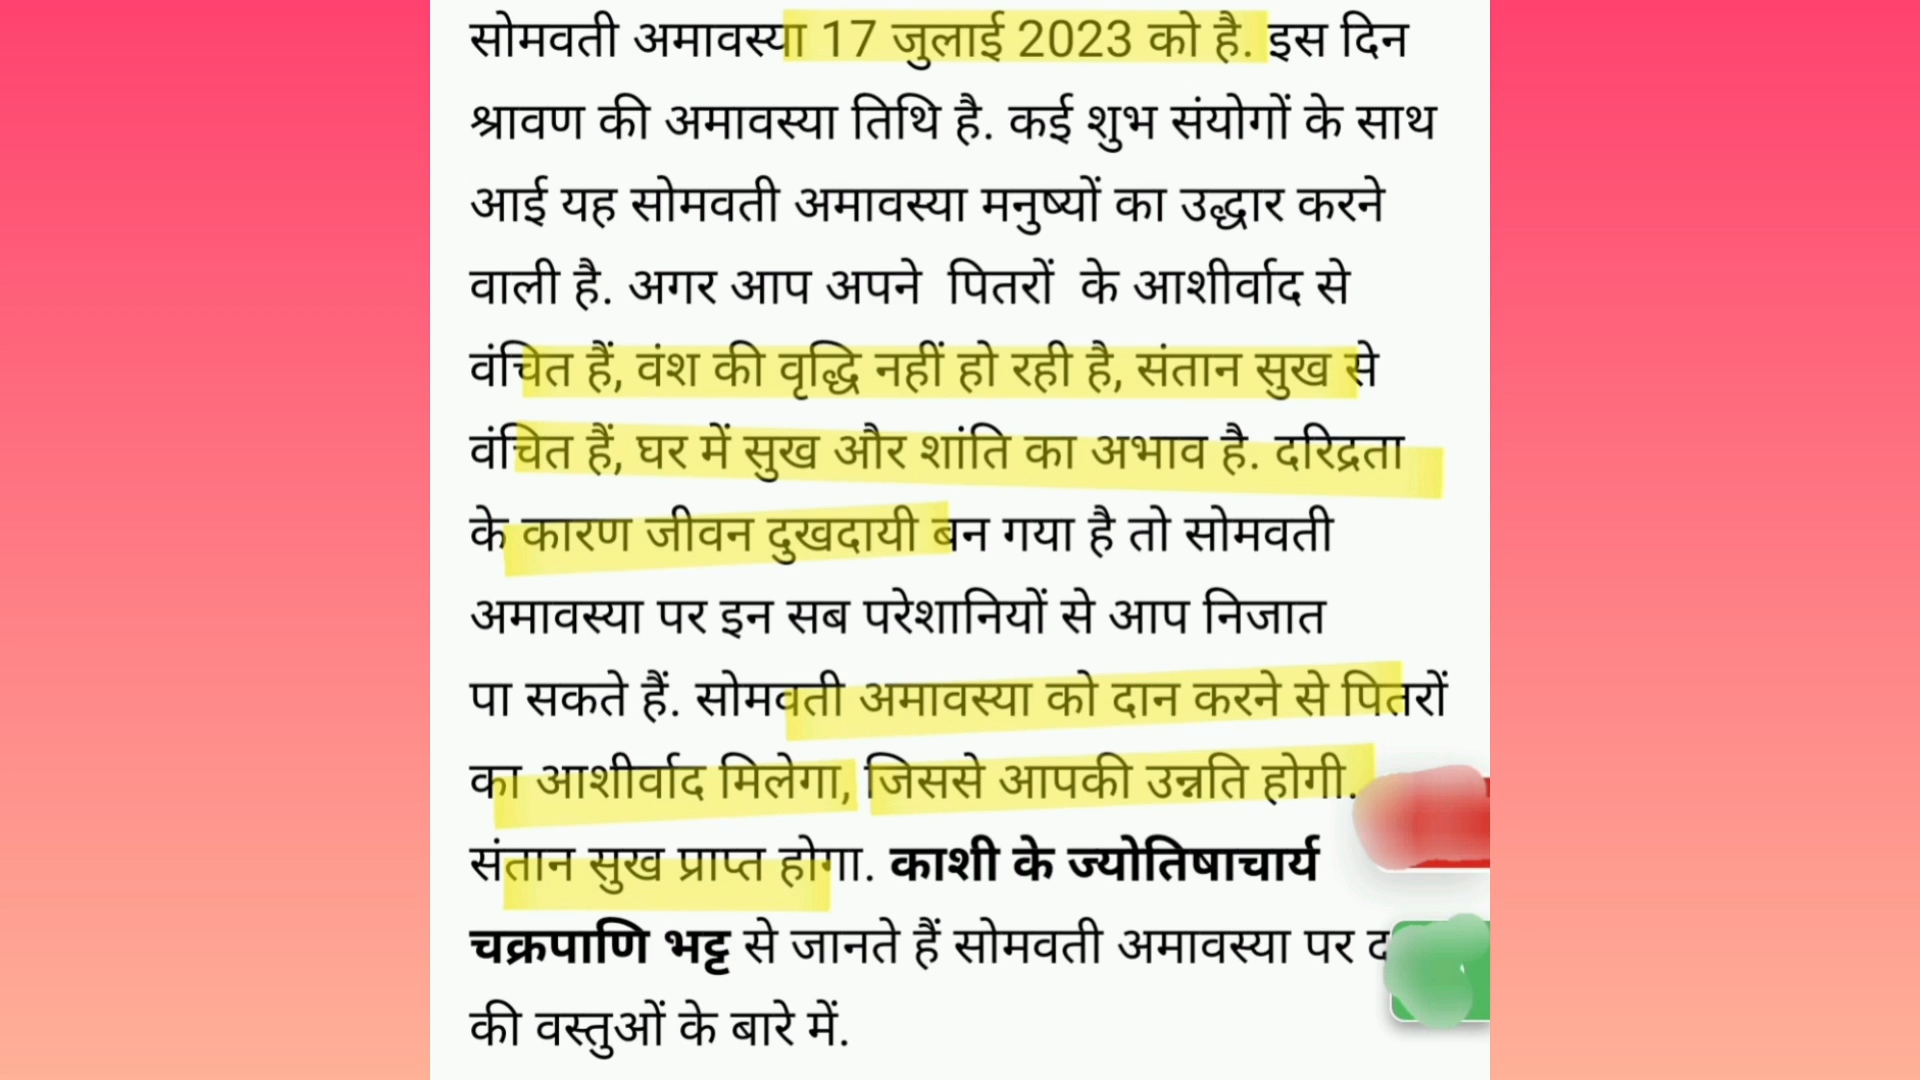 सोमवती अमावस्या 17 जुलाई 2023 को है. इस दिन
श्रावण की अमावस्या तिथि है. कई शुभ संयोगों के साथ
आई यह सोमवती अमावस्या मनुष्यों का उद्धार करने
वाली है. अगर आप अपने पितरों के आशीर्वाद से
वंचित हैं, वंश की वृद्धि नहीं हो रही है, संतान सुख से
वंचित हैं, घर में सुख और शांति का अभाव है. दरिद्रता
के कारण जीवन दुखदायी बन गया है तो सोमवती
अमावस्या पर इन सब परेशानियों से आप निजात
पा सकते हैं. सोमवती अमावस्या को दान करने से पितरों
का आशीर्वाद मिलेगा, जिससे आपकी उन्नति होगी.
संतान सुख प्राप्त होगा. काशी के ज्योतिषाचार्य
चक्रपाणि भट्ट से जानते हैं सोमवती अमावस्या पर
की वस्तुओं के बारे में.